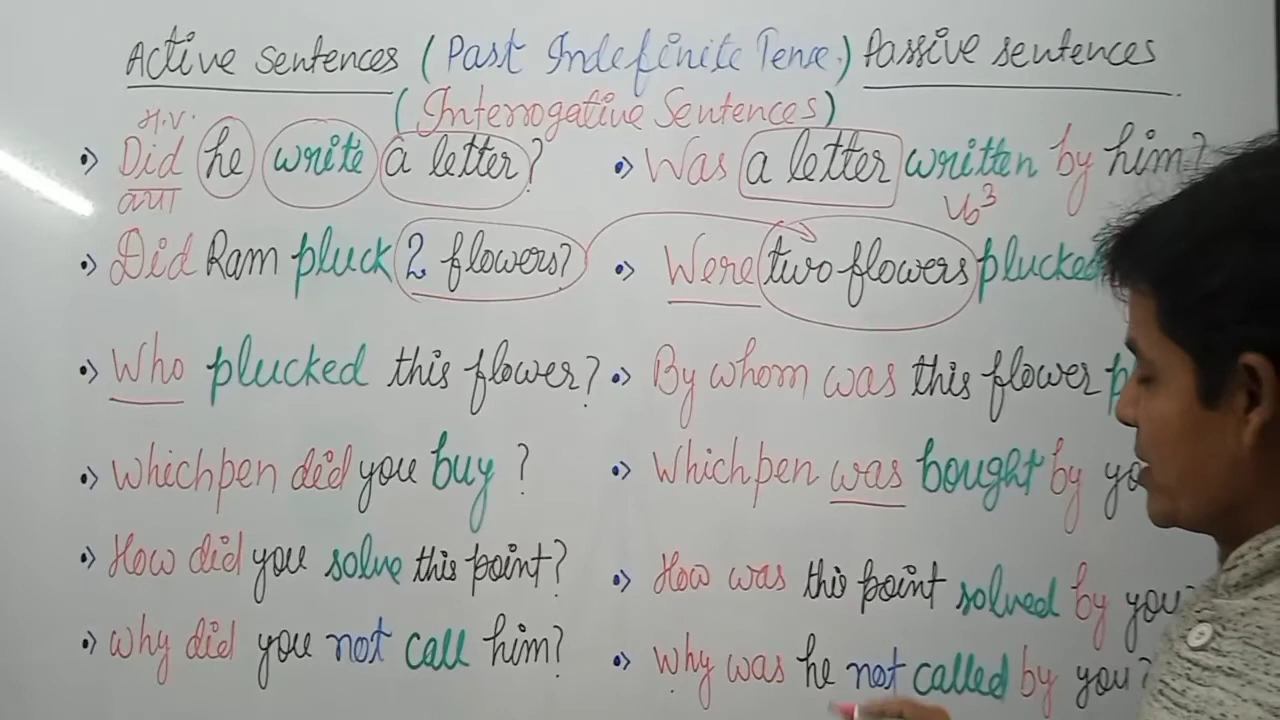 Active Sentences (Past Indefinite Tense.) Passive sentences
(Interrogative Sentences)
H.V.
Did he write a letter? Was a letter written by him?
Vb3
Did Ram pluck 2 flowers? Were two flowers plucked
Who plucked this flower? By whom was this flower
Which pen did you buy? Which pen was bought by
How did you solve this point? How was this point solved by you?
Why did you not call him? Why was he not called by you?